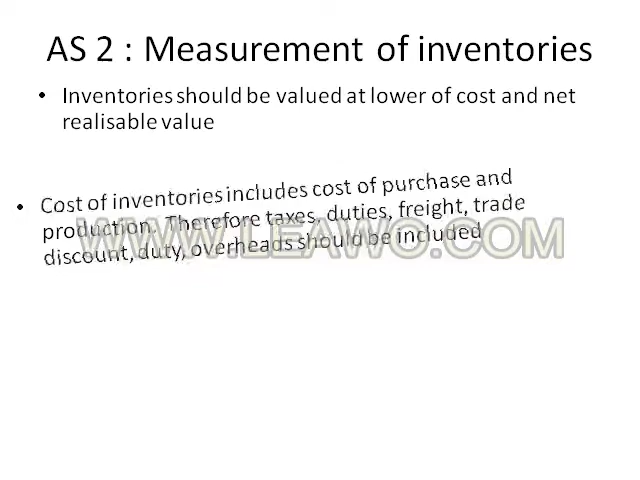 AS 2 : Measurement of inventories
• Inventories should be valued at lower of cost and net
realisable value
• Cost of inventories includes cost of purchase and
production. Therefore taxes, duties, freight, trade
discount, duty, overheads should be included
WWW.LEAWO.COM